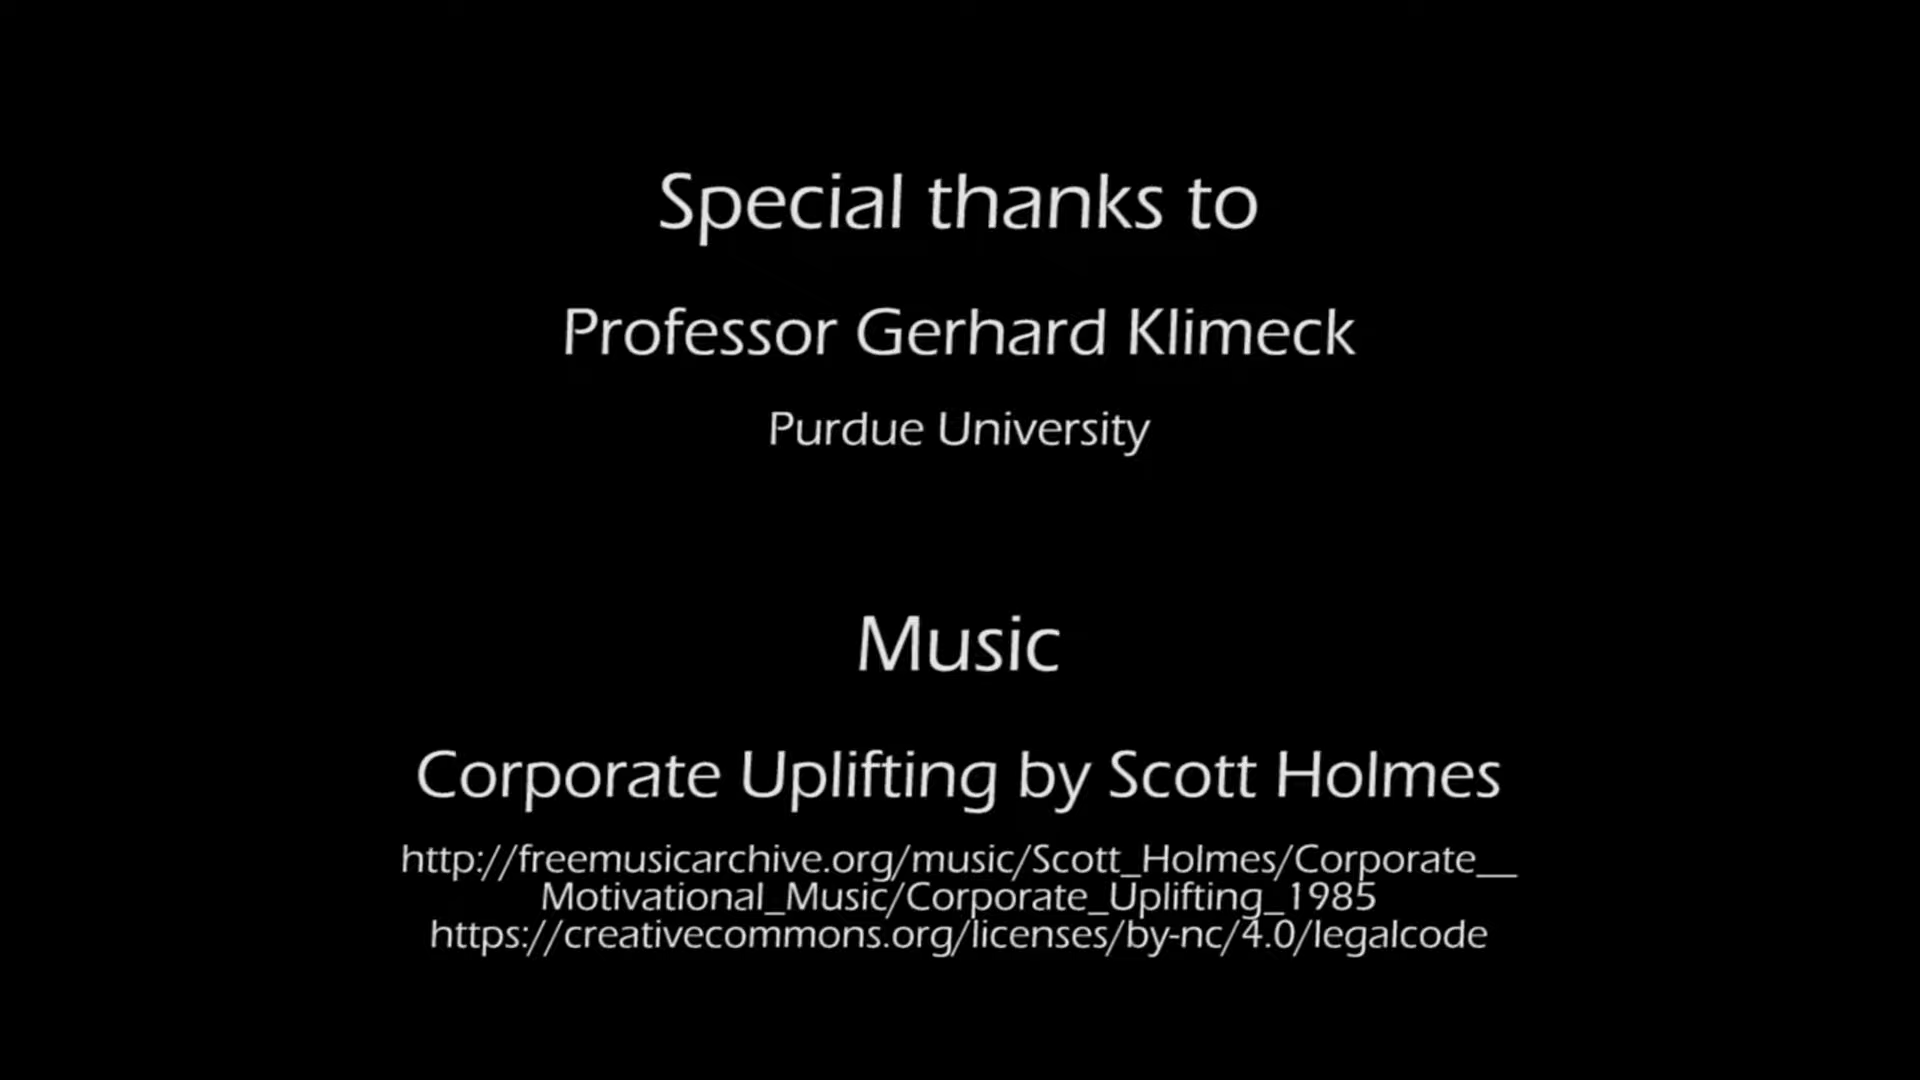 Special thanks to
Professor Gerhard Klimeck
Purdue University
Music
Corporate Uplifting by Scott Holmes
http://freemusicarchive.org/music/Scott_Holmes/Corporate__
Motivational_Music/Corporate_Uplifting_1985
https://creativecommons.org/licenses/by-nc/4.0/legalcode